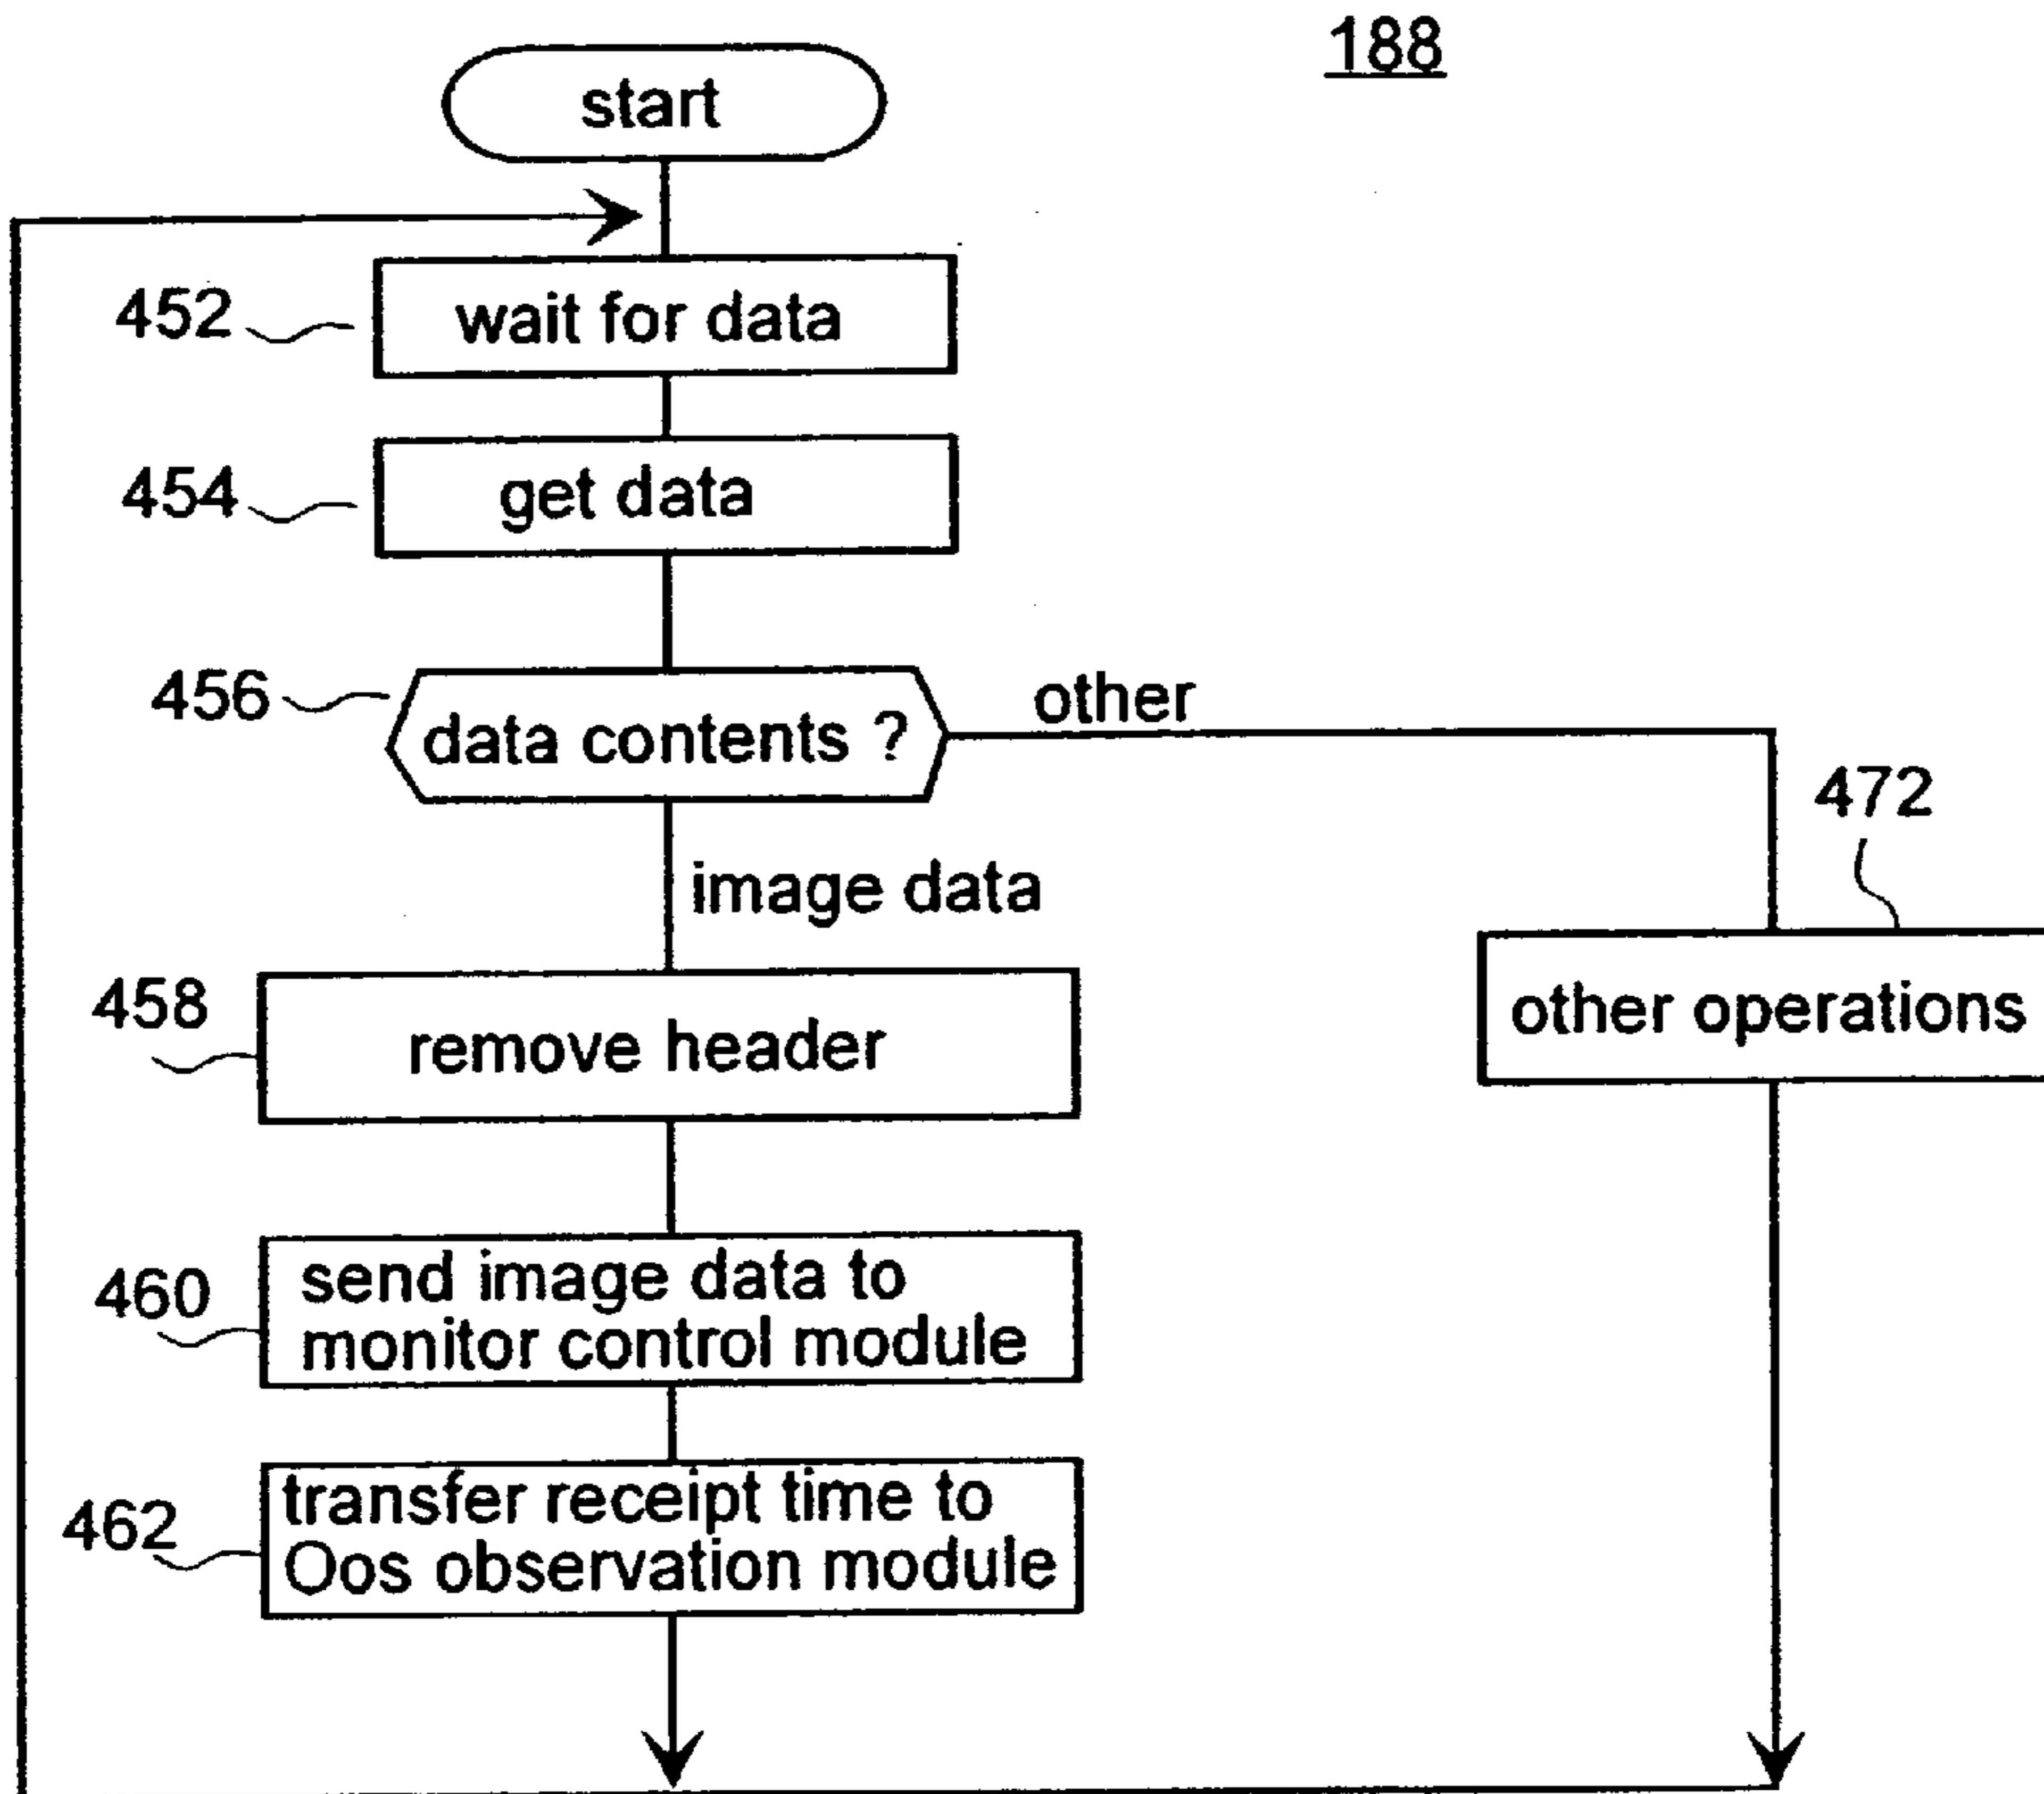 188
start
452
wait for data
454
get data
456
data contents ?
other
472
image data
other operations
458
remove header
460
send image data to
monitor control module
462
transfer receipt time to
Oos observation module